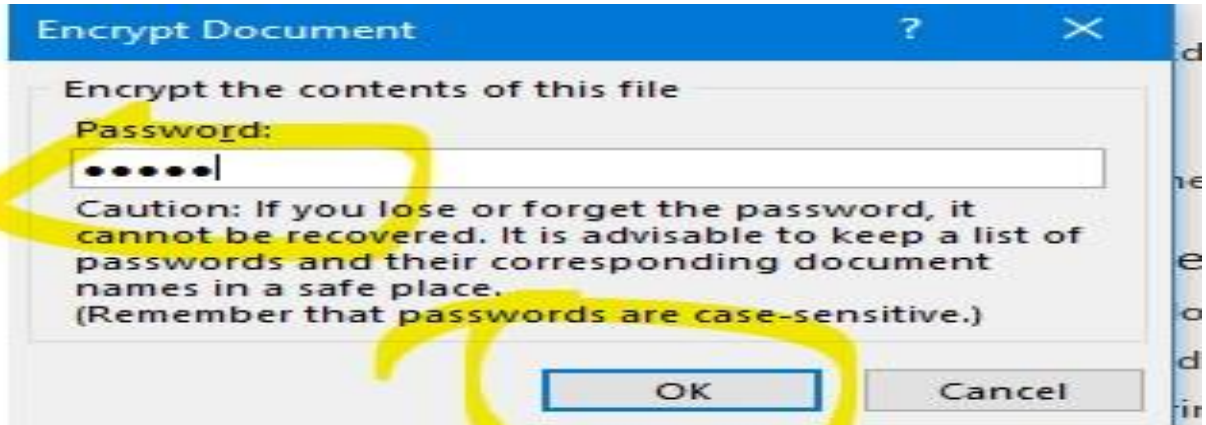 Encrypt Document ? ×
Encrypt the contents of this file
Password:
•••••
Caution: If you lose or forget the password, it
cannot be recovered. It is advisable to keep a list of
passwords and their corresponding document
names in a safe place.
(Remember that passwords are case-sensitive.)
OK Cancel